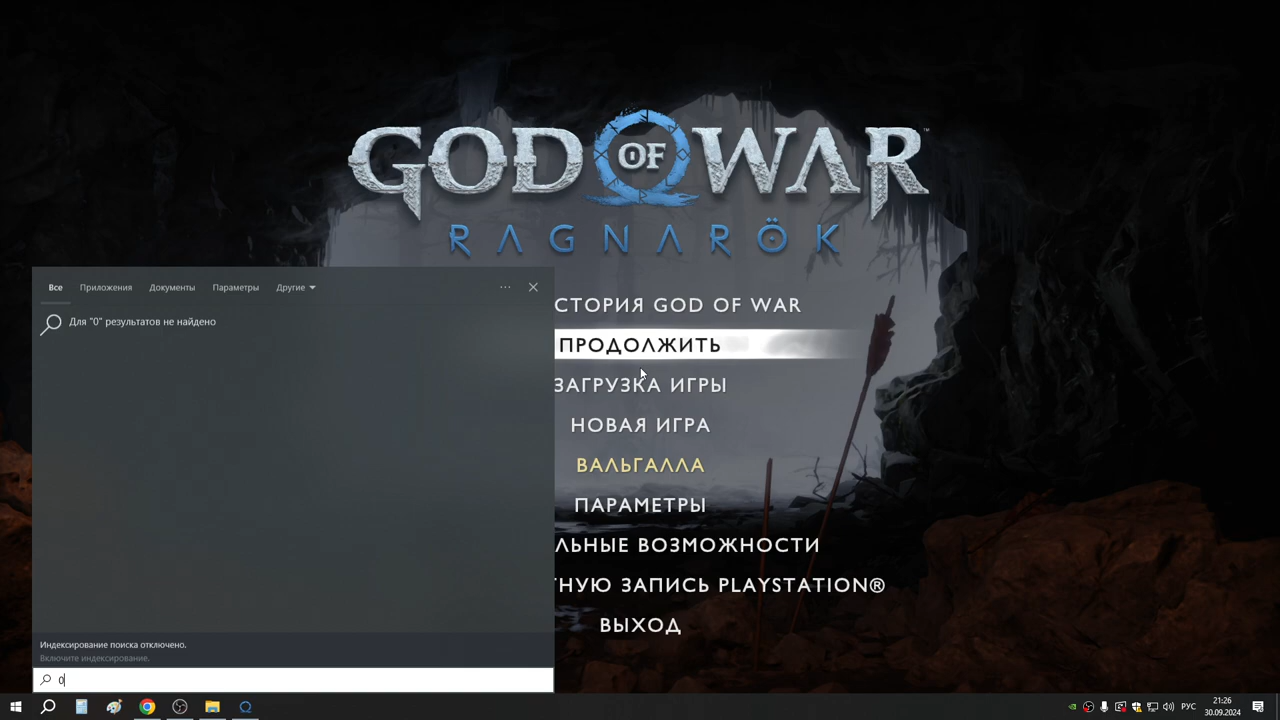 GOD OF WAR
RAGNARÖK
™
СТОРИЯ GOD OF WAR
ПРОДОЛЖИТЬ
ЗАГРУЗКА ИГРЫ
НОВАЯ ИГРА
ВАЛЬГАЛЛА
ПАРАМЕТРЫ
ЛЬНЫЕ ВОЗМОЖНОСТИ
ТНУЮ ЗАПИСЬ PLAYSTATION®
ВЫХОД
Все Приложения Документы Параметры Другие ···
Для "0" результатов не найдено
Индексирование поиска отключено.
Включите индексирование.
0
РУС
21:26
30.09.2024